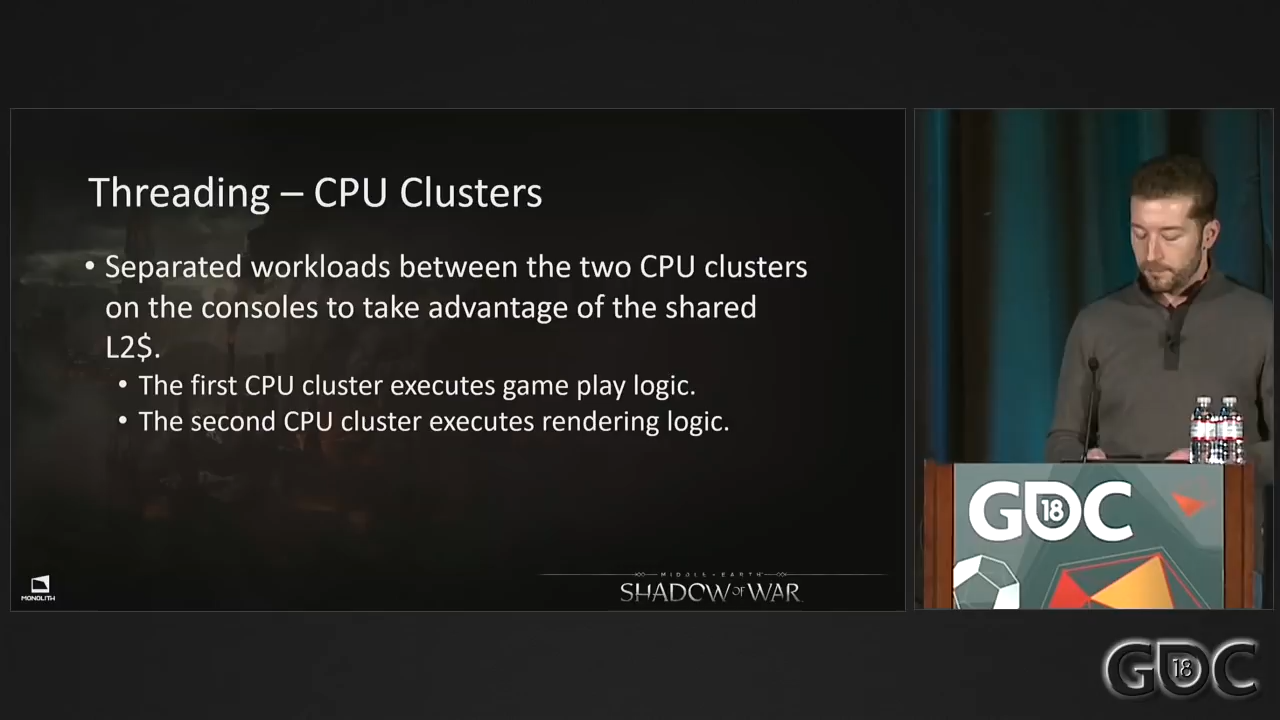 Threading – CPU Clusters
• Separated workloads between the two CPU clusters
on the consoles to take advantage of the shared
L2$.
• The first CPU cluster executes game play logic.
• The second CPU cluster executes rendering logic.
MONOLITH
MIDDLE-EARTH
SHADOW OF WAR
GDC
18
GDC
18